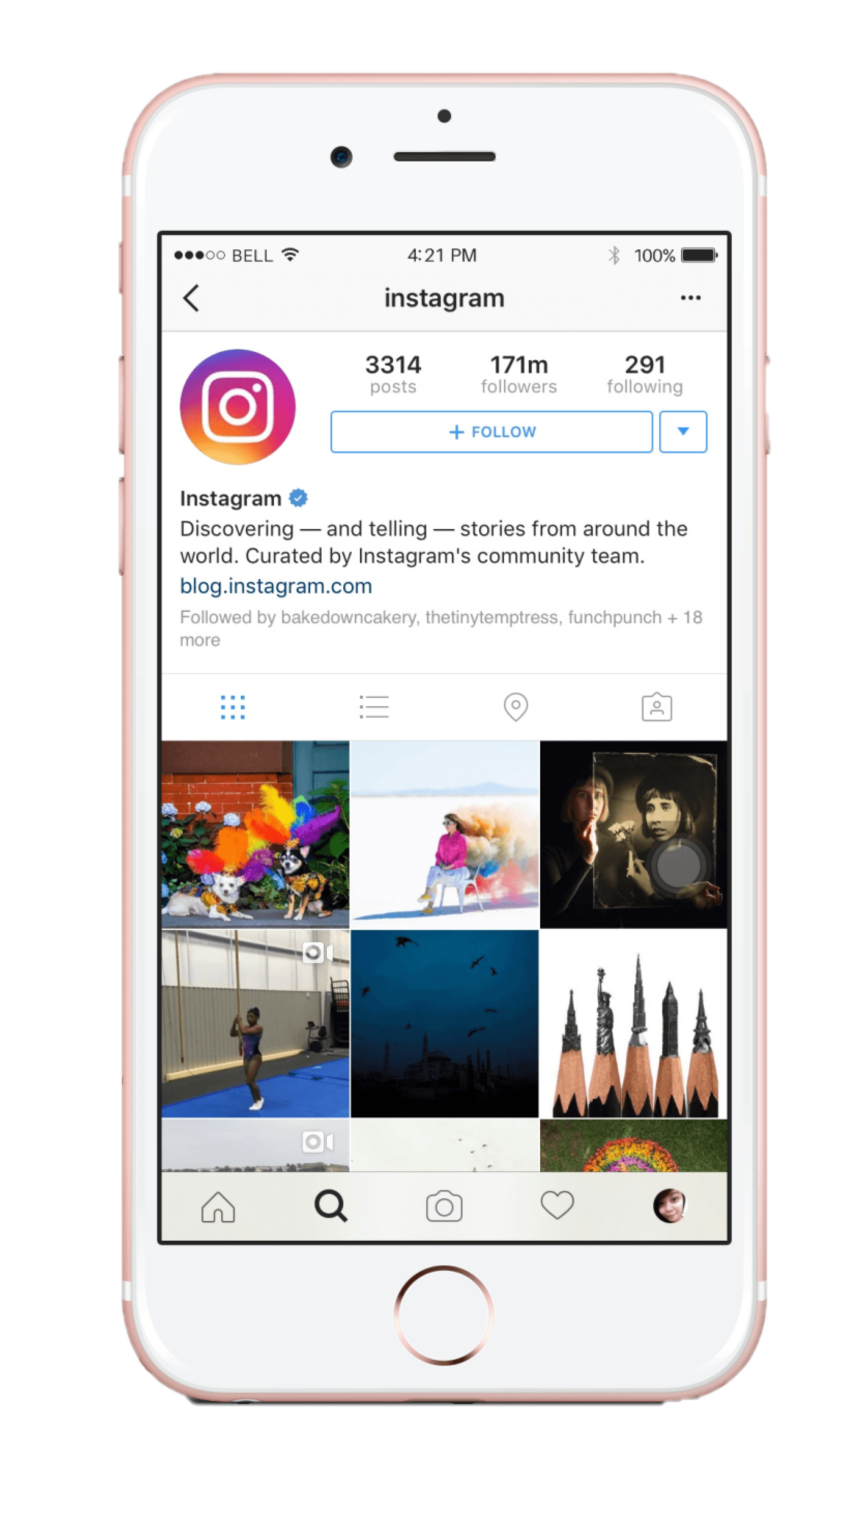 BELL 4:21 PM 100%
instagram
3314 171m 291
posts followers following
+ FOLLOW
Instagram
Discovering — and telling — stories from around the
world. Curated by Instagram's community team.
blog.instagram.com
Followed by bakedowncakery, thetinytemptress, funchpunch + 18
more